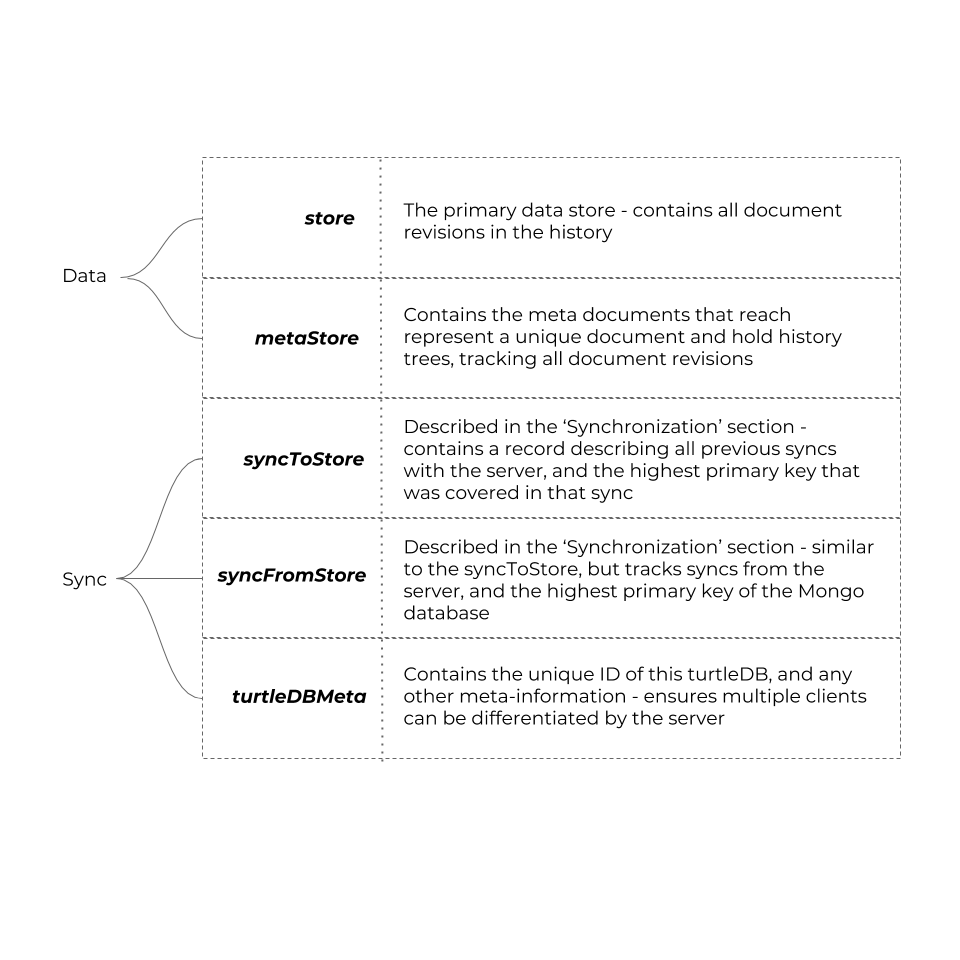 store
The primary data store - contains all document
revisions in the history
Data
metaStore
Contains the meta documents that reach
represent a unique document and hold history
trees, tracking all document revisions
syncToStore
Described in the ‘Synchronization’ section -
contains a record describing all previous syncs
with the server, and the highest primary key that
was covered in that sync
Sync
syncFromStore
Described in the ‘Synchronization’ section - similar
to the syncToStore, but tracks syncs from the
server, and the highest primary key of the Mongo
database
turtleDBMeta
Contains the unique ID of this turtleDB, and any
other meta-information - ensures multiple clients
can be differentiated by the server